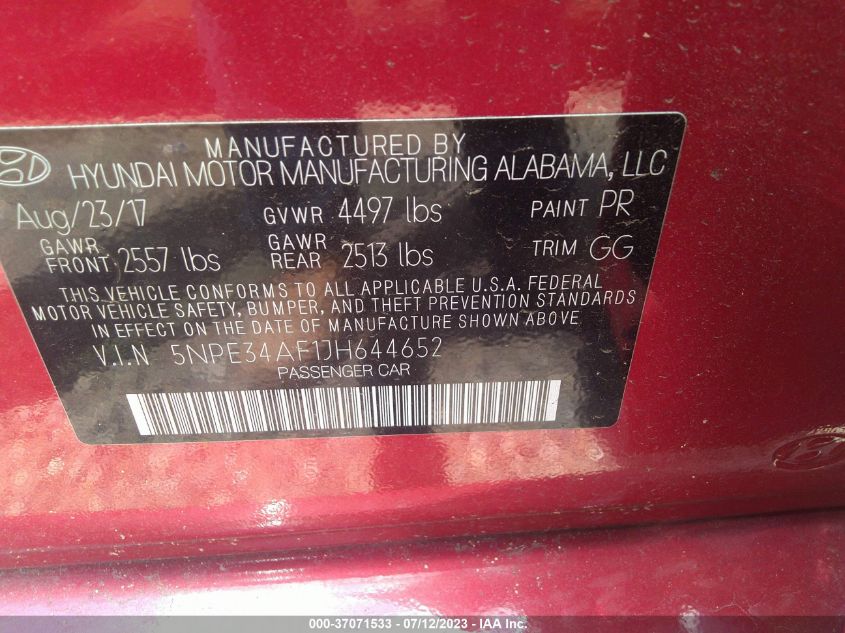 MANUFACTURED BY
HYUNDAI MOTOR MANUFACTURING ALABAMA, LLC
Aug/23/17 GVWR 4497 lbs PAINT PR
GAWR FRONT 2557 lbs GAWR REAR 2513 lbs TRIM GG
THIS VEHICLE CONFORMS TO ALL APPLICABLE U.S.A. FEDERAL
MOTOR VEHICLE SAFETY, BUMPER, AND THEFT PREVENTION STANDARDS
IN EFFECT ON THE DATE OF MANUFACTURE SHOWN ABOVE
V.I.N 5NPE34AF1JH644652
PASSENGER CAR
000-37071533 - 07/12/2023 - © IAA Inc.